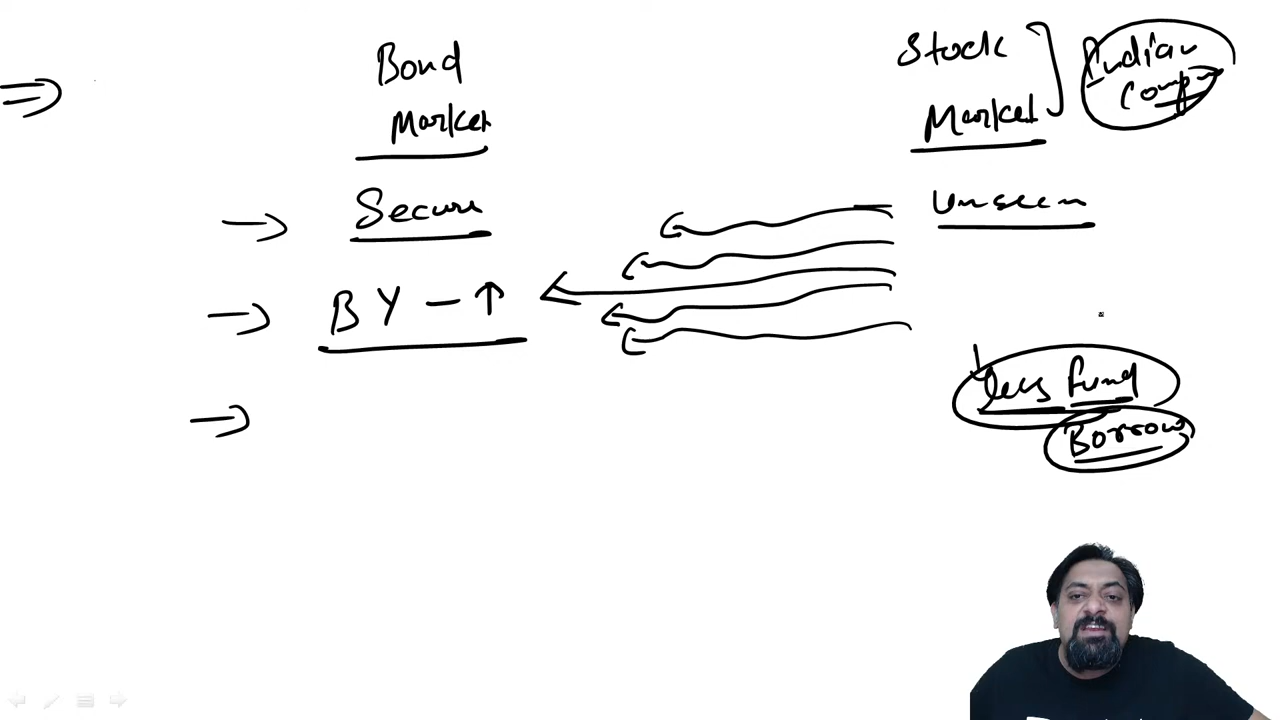 Bond
Market
Stock
Market
Indian
Comp
Secure
Unseen
BY - ↑
less fund
Borrow